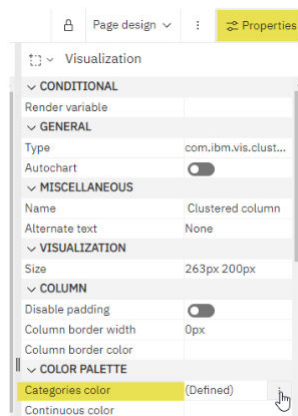 Page design
Properties
Visualization
CONDITIONAL
Render variable
GENERAL
Type com.ibm.vis.clust...
Autochart
MISCELLANEOUS
Name Clustered column
Alternate text None
VISUALIZATION
Size 263px 200px
COLUMN
Disable padding
Column border width 0px
Column border color
COLOR PALETTE
Categories color (Defined)
Continuous color